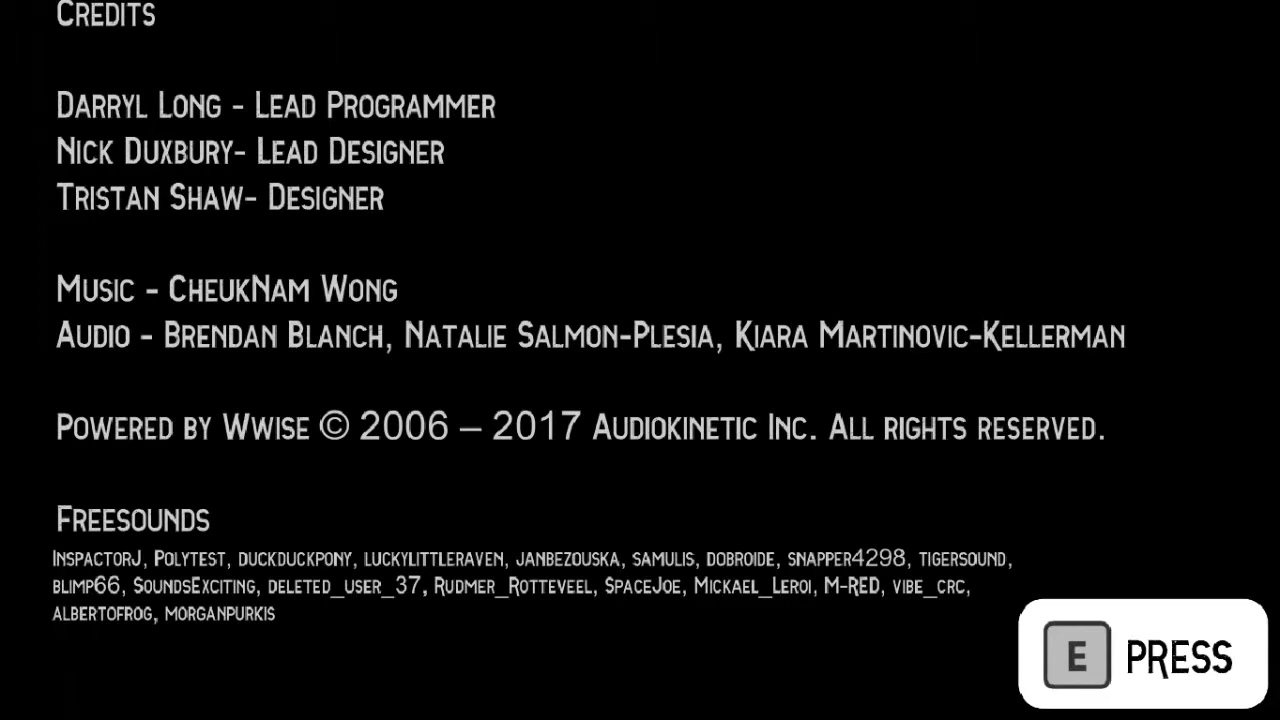 Credits
Darryl Long - Lead Programmer
Nick Duxbury- Lead Designer
Tristan Shaw- Designer
Music - CheukNam Wong
Audio - Brendan Blanch, Natalie Salmon-Plesia, Kiara Martinovic-Kellerman
Powered by Wwise © 2006 – 2017 Audiokinetic Inc. All rights reserved.
Freesounds
InspactorJ, Polytest, duckduckpony, luckylittleraven, janbezouska, samulis, dobroide, snapper4298, tigersound,
blimp66, SoundsExciting, deleted_user_37, Rudmer_Rotteveel, SpaceJoe, Mickael_Leroi, M-RED, vibe_crc,
albertofrog, morganpurkis
E PRESS